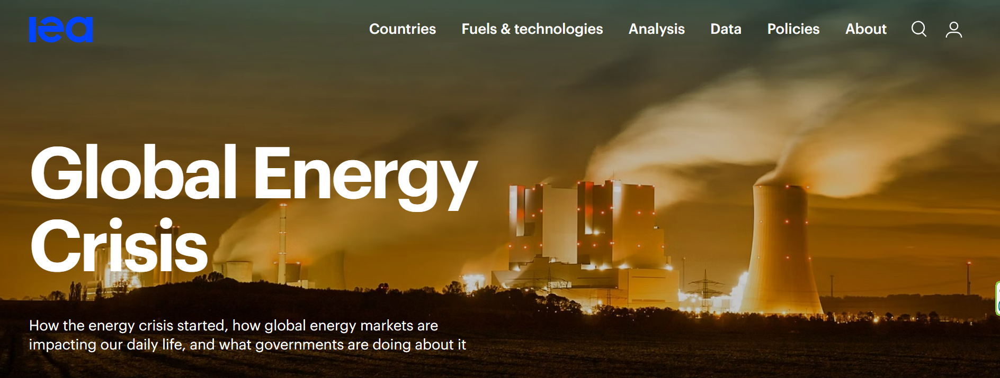 iea
Countries Fuels & technologies Analysis Data Policies About
Global Energy
Crisis
How the energy crisis started, how global energy markets are
impacting our daily life, and what governments are doing about it